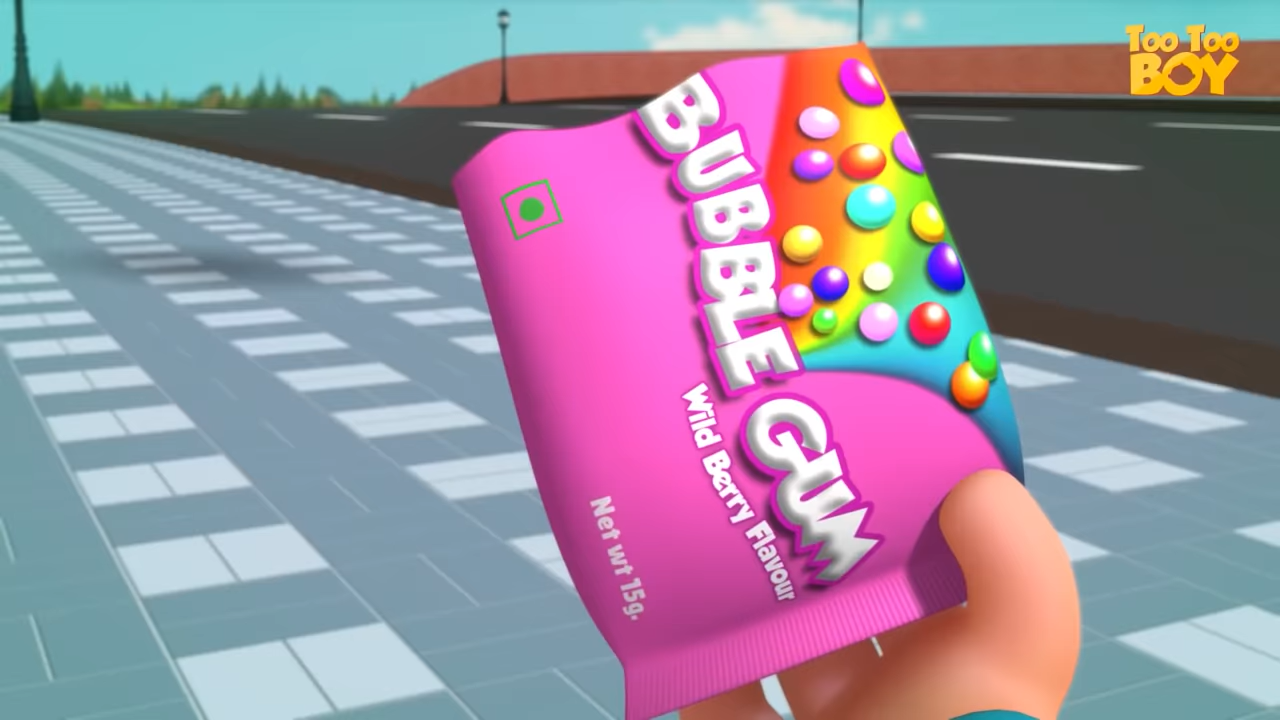 Too Too
BOY
BUBBLE GUM
Wild Berry Flavour
Net wt 15g.